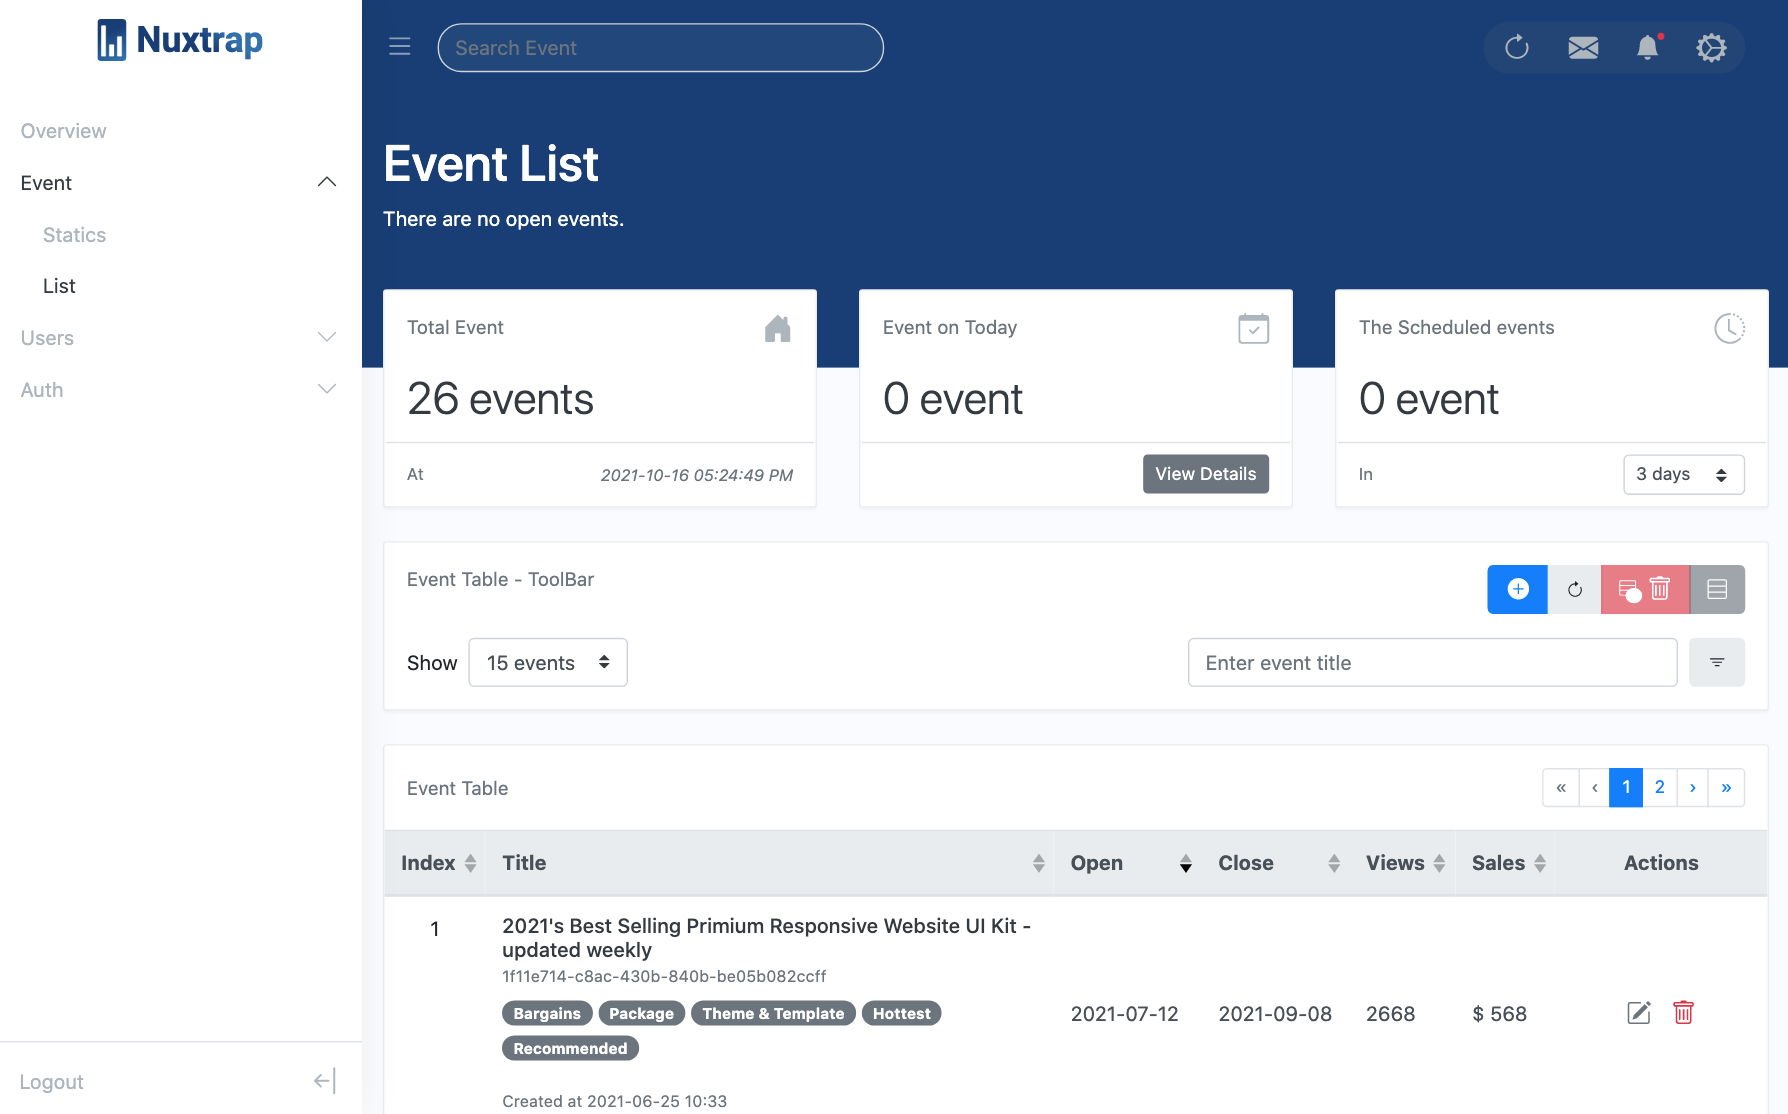 Nuxtrap
Search Event
Overview
Event
Statics
List
Users
Auth
Logout
Event List
There are no open events.
Total Event
26 events
At
2021-10-16 05:24:49 PM
Event on Today
0 event
View Details
The Scheduled events
0 event
In
3 days
Event Table - ToolBar
Show
15 events
Enter event title
Event Table
« ‹ 1 2 › »
Index Title Open Close Views Sales Actions
1
2021's Best Selling Primium Responsive Website UI Kit -
updated weekly
1f11e714-c8ac-430b-840b-be05b082ccff
Bargains Package Theme & Template Hottest
Recommended
2021-07-12 2021-09-08 2668 $ 568
Created at 2021-06-25 10:33